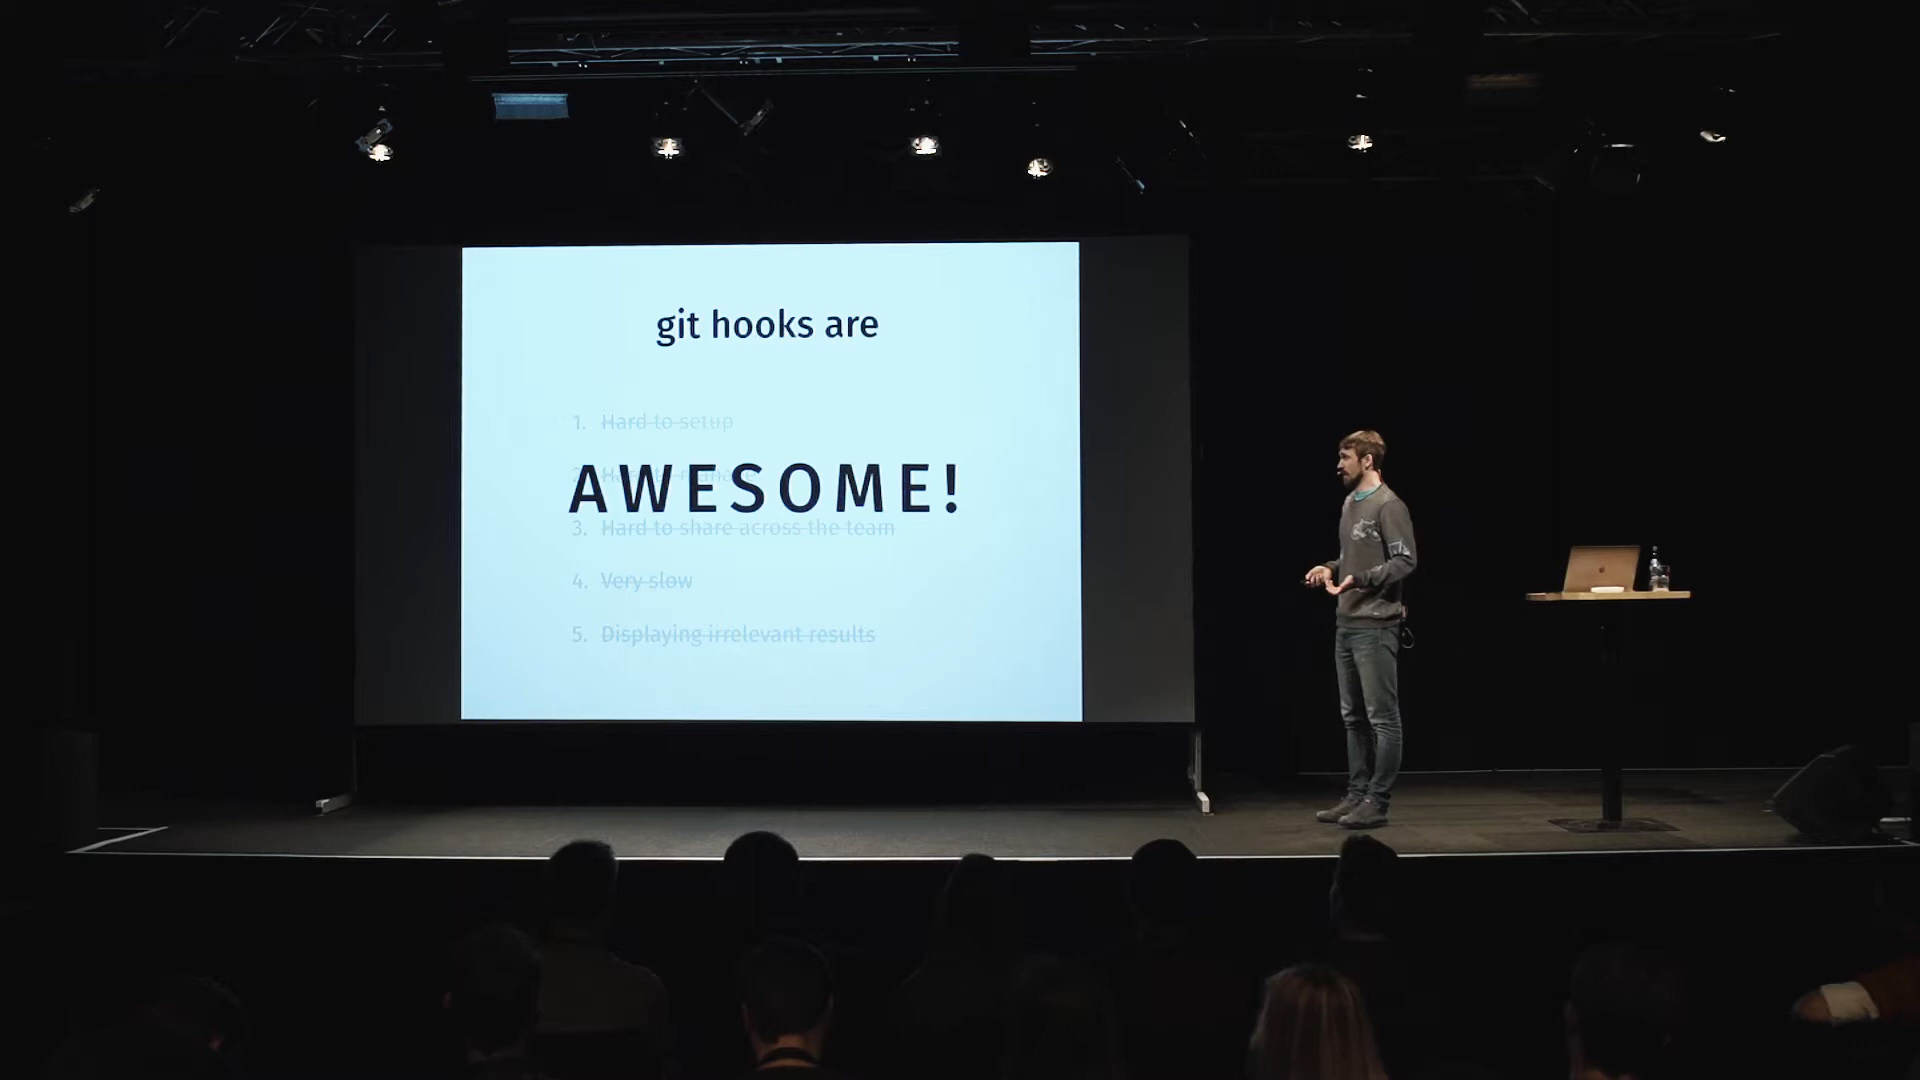 git hooks are
1. Hard to setup
AWESOME!
3. Hard to share across the team
4. Very slow
5. Displaying irrelevant results